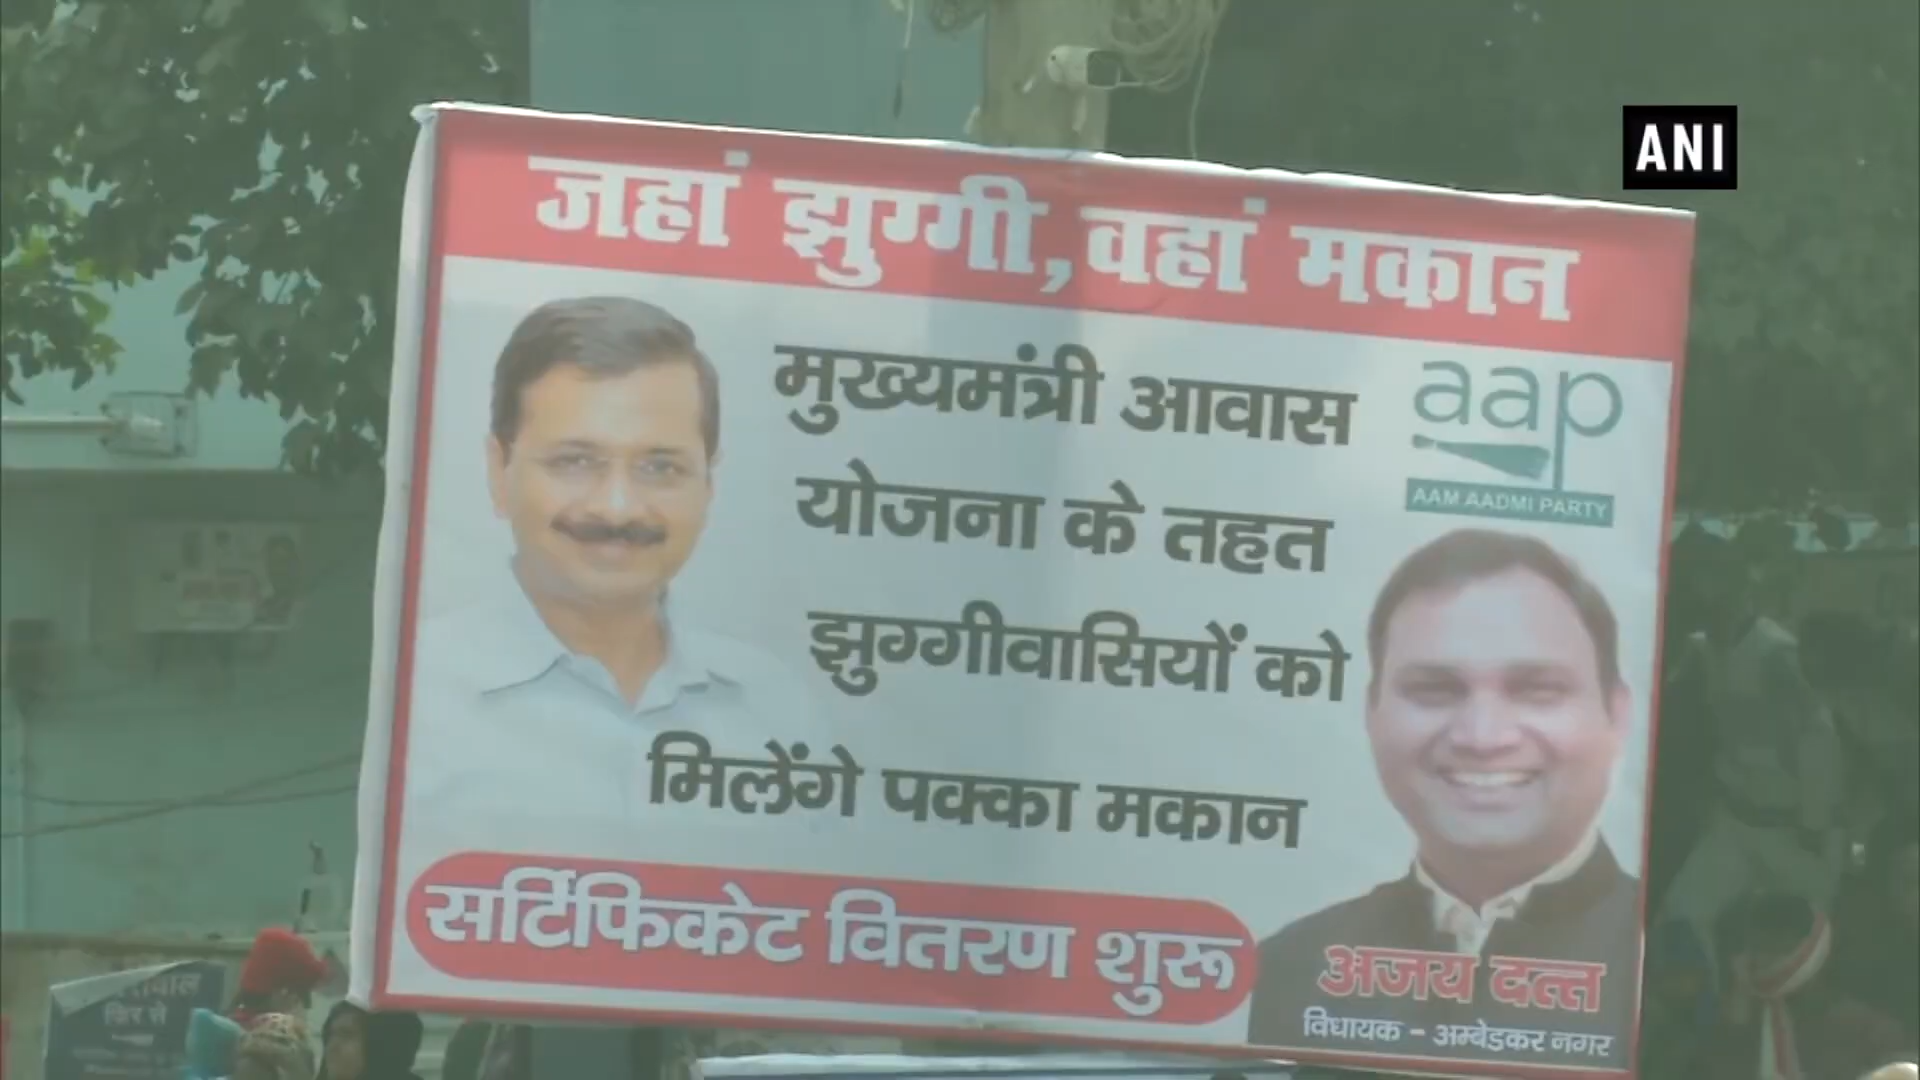 ANI
जहां झुग्गी, वहां मकान
मुख्यमंत्री आवास
योजना के तहत
झुग्गीवासियों को
मिलेंगे पक्का मकान
सर्टिफिकेट वितरण शुरू
aap
AAM AADMI PARTY
अजय दत्त
विधायक - अम्बेडकर नगर
फिर से